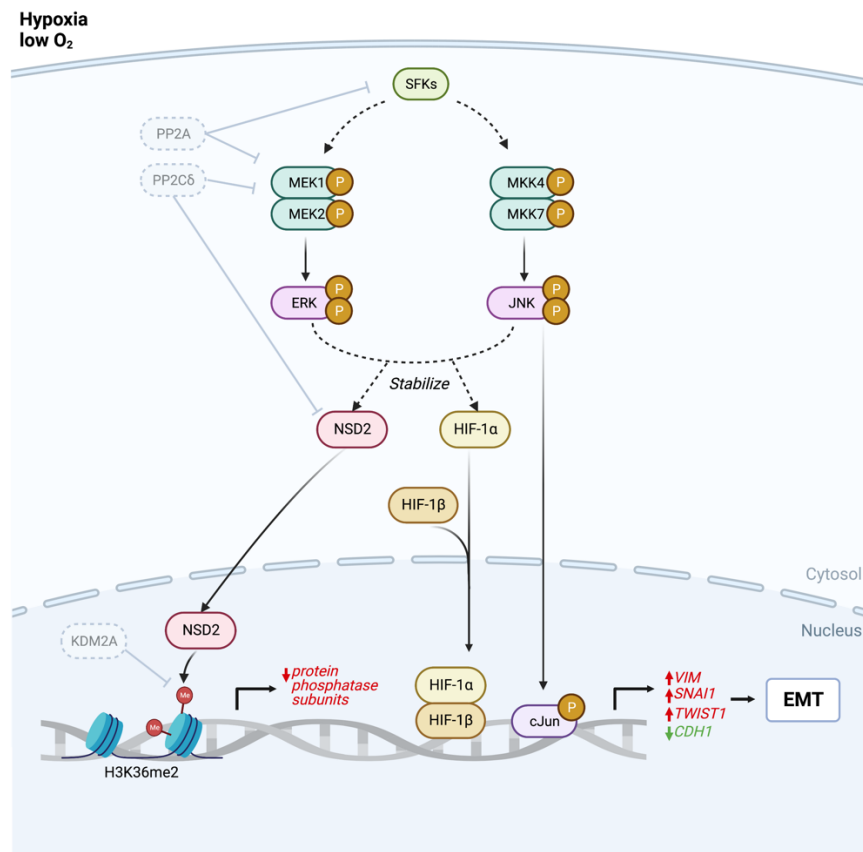 Hypoxia
low O₂
SFKs
PP2A
PP2Cδ
MEK1 P
MEK2 P
MKK4 P
MKK7 P
ERK P P
JNK P P
Stabilize
NSD2
HIF-1α
HIF-1β
Cytosol
Nucleus
NSD2
KDM2A
Me
Me
protein
phosphatase
subunits
HIF-1α
HIF-1β
P
cJun
VIM
SNAI1
TWIST1
CDH1
EMT
H3K36me2